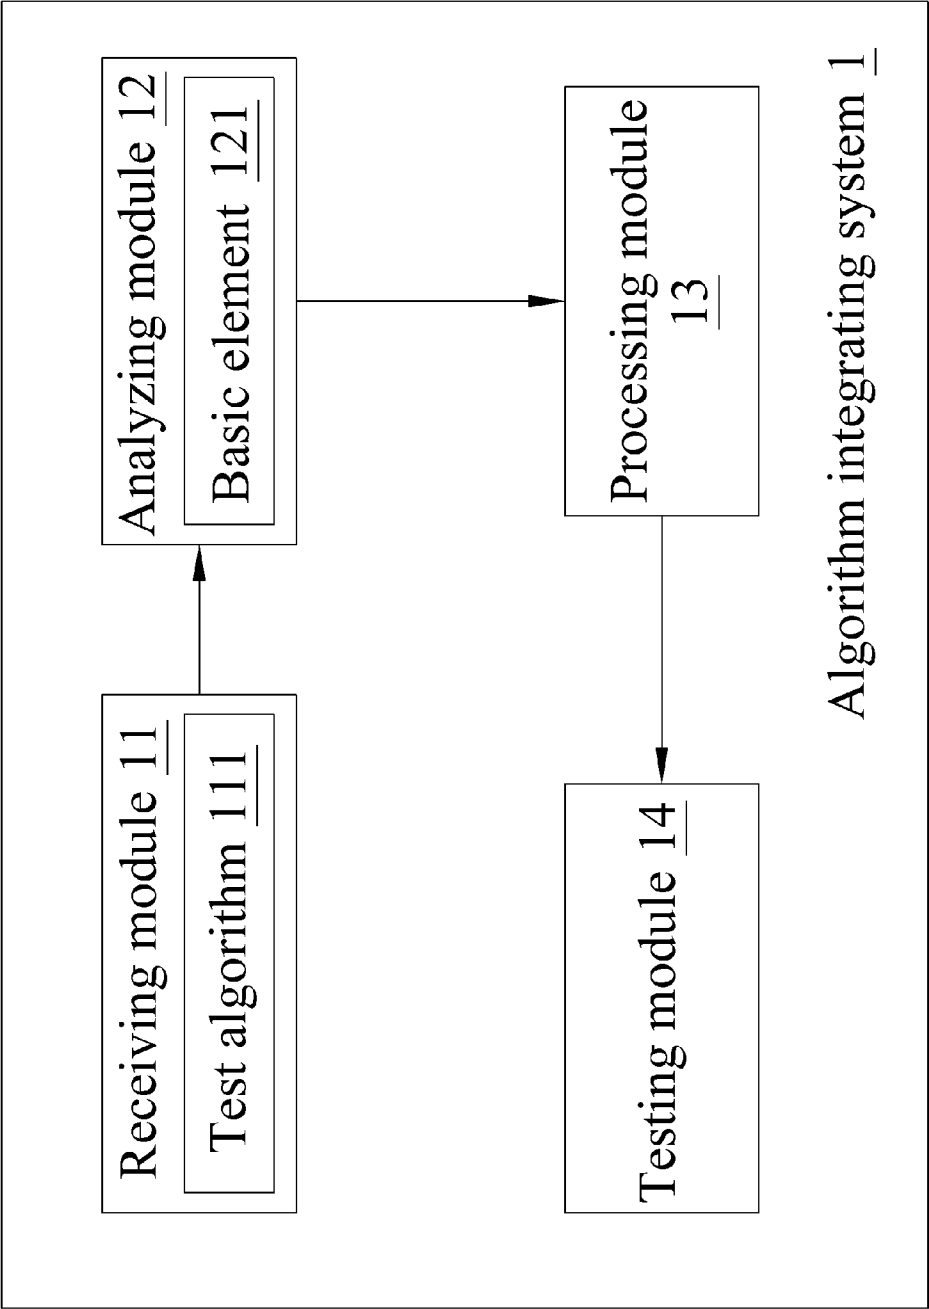 Receiving module 11
Test algorithm 111
Analyzing module 12
Basic element 121
Testing module 14
Processing module
13
Algorithm integrating system 1